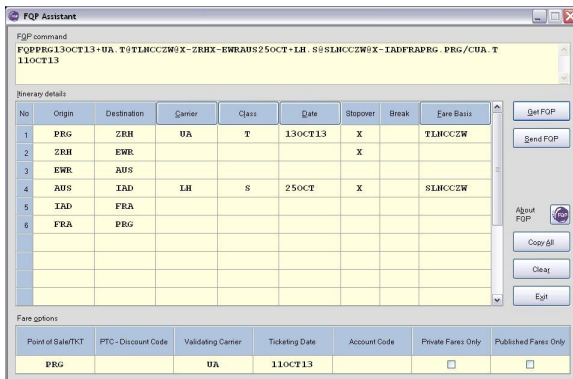 FQP Assistant
FQP command
FQPPRG13OCT13+UA.T@TLNCCZW@X-ZRHX-EWRAUS25OCT+LH.S@SLNCCZW@X-IADFRAPRG.PRG/CUA.T
11OCT13
Itinerary details
No Origin Destination Carrier Class Date Stopover Break Fare Basis
1 PRG ZRH UA T 13OCT13 X TLNCCZW
2 ZRH EWR X
3 EWR AUS
4 AUS IAD LH S 25OCT X SLNCCZW
5 IAD FRA
6 FRA PRG
Get FQP
Send FQP
About FQP
FQP
Copy All
Clear
Exit
Fare options
Point of Sale/TKT PTC - Discount Code Validating Carrier Ticketing Date Account Code Private Fares Only Published Fares Only
PRG UA 11OCT13